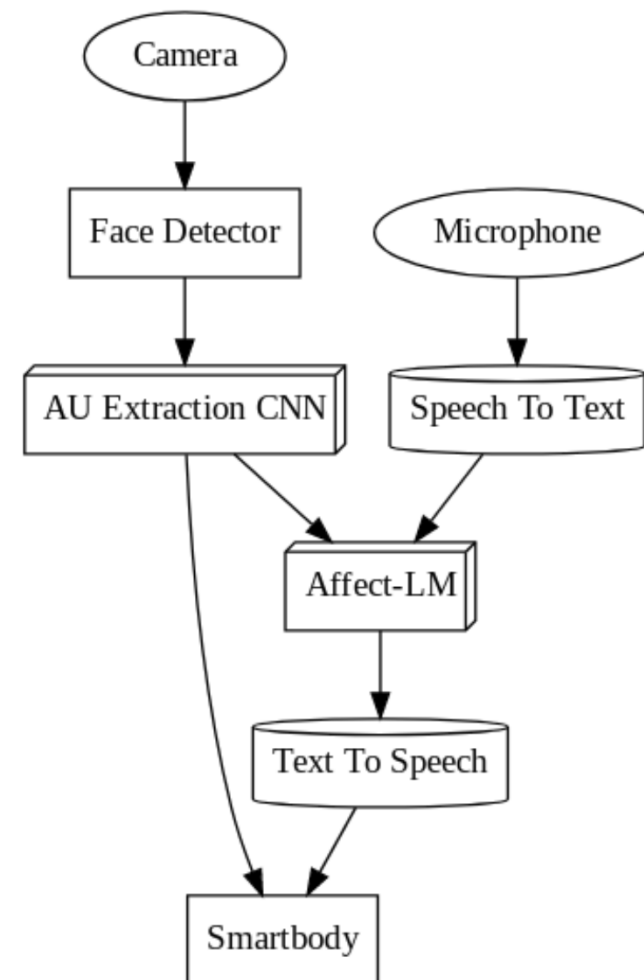 Camera
Face Detector
Microphone
AU Extraction CNN
Speech To Text
Affect-LM
Text To Speech
Smartbody